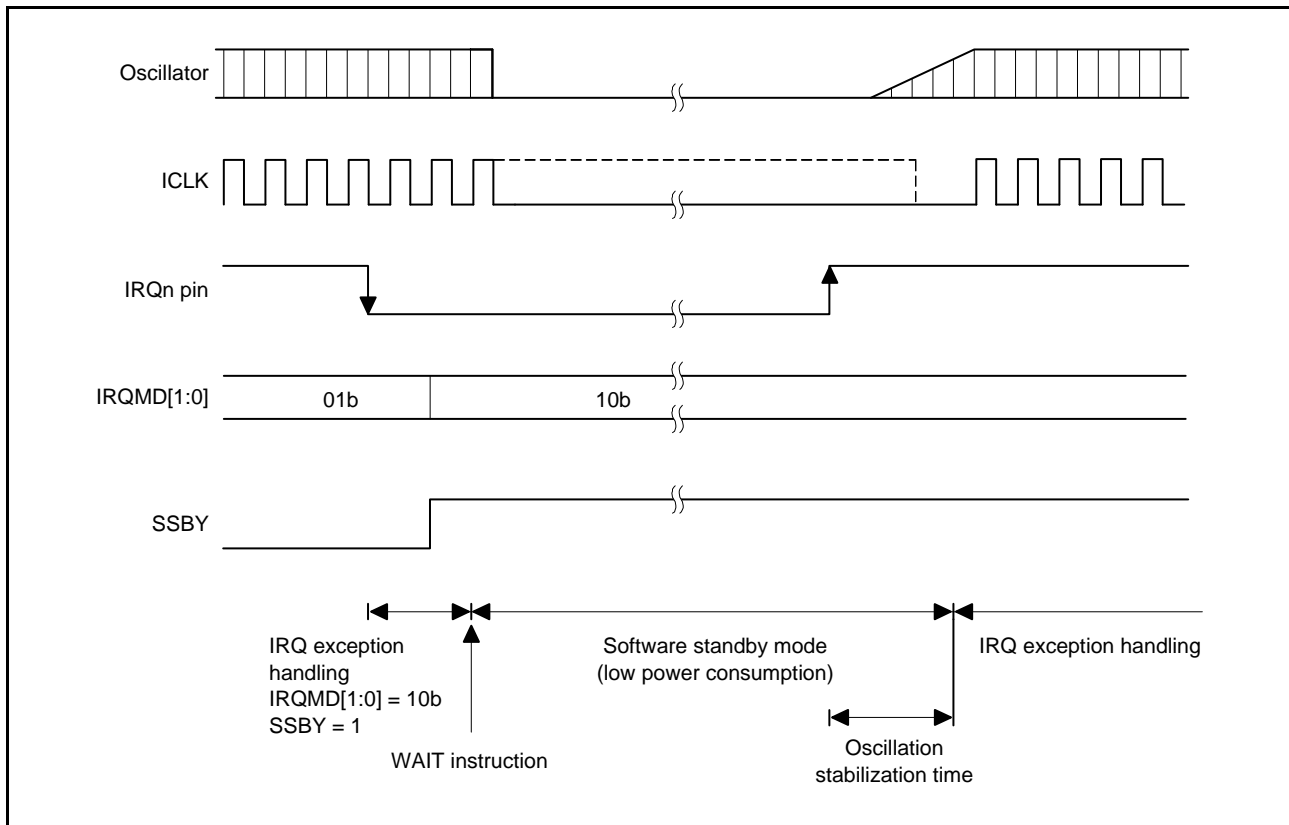 Oscillator
ICLK
IRQn pin
IRQMD[1:0]
01b
10b
SSBY
IRQ exception
handling
IRQMD[1:0] = 10b
SSBY = 1
WAIT instruction
Software standby mode
(low power consumption)
Oscillation
stabilization time
IRQ exception handling